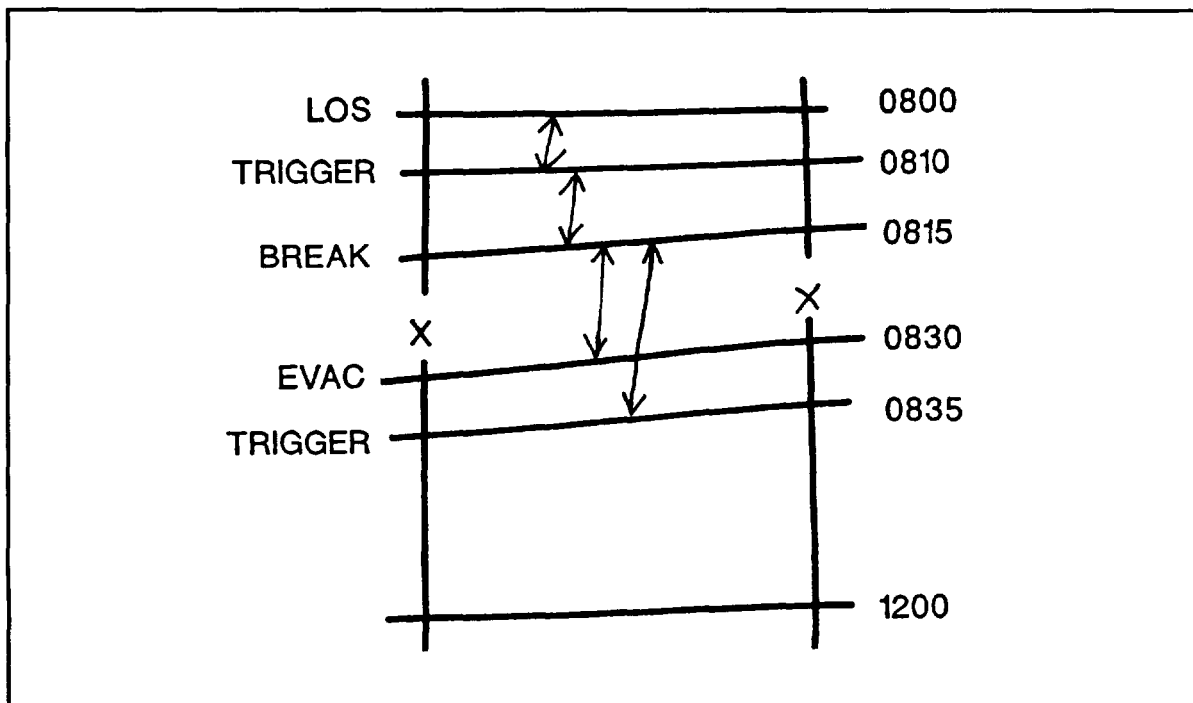 LOS 0800
TRIGGER 0810
BREAK 0815
X X
EVAC 0830
TRIGGER 0835
1200